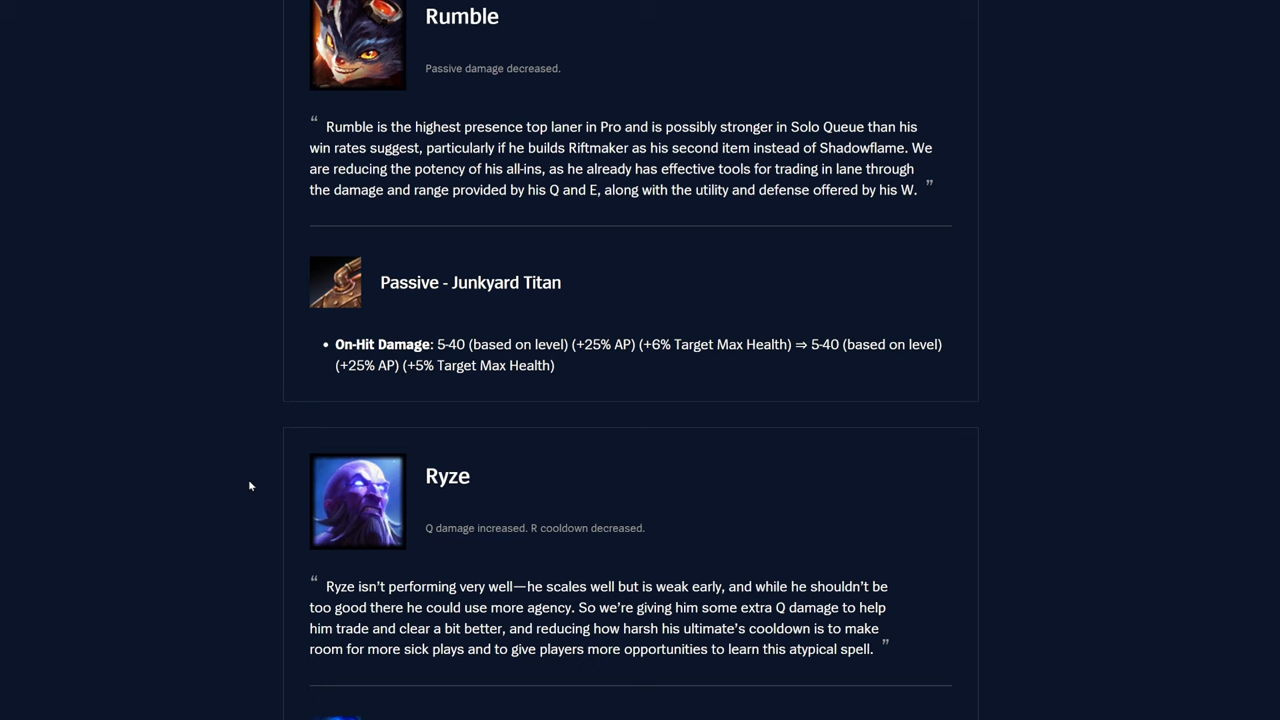 Rumble
Passive damage decreased.
“ Rumble is the highest presence top laner in Pro and is possibly stronger in Solo Queue than his
win rates suggest, particularly if he builds Riftmaker as his second item instead of Shadowflame. We
are reducing the potency of his all-ins, as he already has effective tools for trading in lane through
the damage and range provided by his Q and E, along with the utility and defense offered by his W. ”
Passive - Junkyard Titan
• On-Hit Damage: 5-40 (based on level) (+25% AP) (+6% Target Max Health) ⇒ 5-40 (based on level)
(+25% AP) (+5% Target Max Health)
Ryze
Q damage increased. R cooldown decreased.
“ Ryze isn’t performing very well—he scales well but is weak early, and while he shouldn’t be
too good there he could use more agency. So we’re giving him some extra Q damage to help
him trade and clear a bit better, and reducing how harsh his ultimate’s cooldown is to make
room for more sick plays and to give players more opportunities to learn this atypical spell. ”